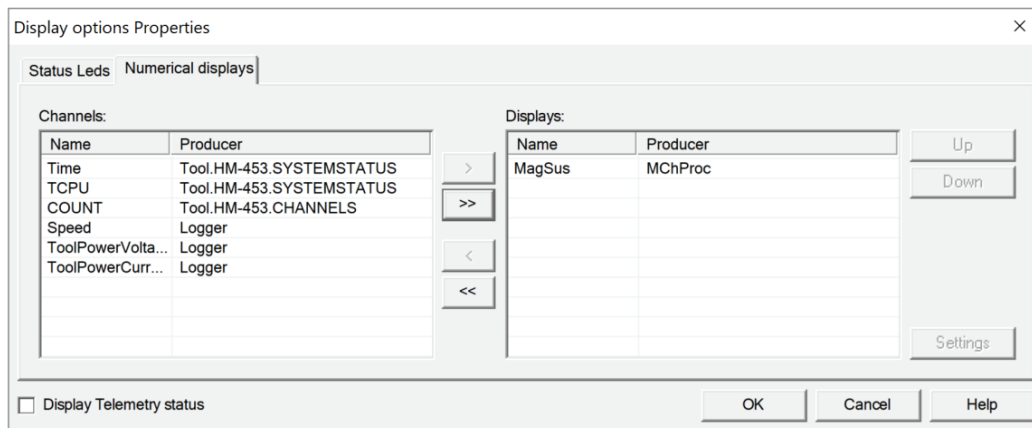 Display options Properties
Status Leds Numerical displays
Channels:
Name Producer
Time Tool.HM-453.SYSTEMSTATUS
TCPU Tool.HM-453.SYSTEMSTATUS
COUNT Tool.HM-453.CHANNELS
Speed Logger
ToolPowerVolta... Logger
ToolPowerCurr... Logger
>
>>
<
<<
Displays:
Name Producer
MagSus MChProc
Up
Down
Settings
Display Telemetry status
OK Cancel Help